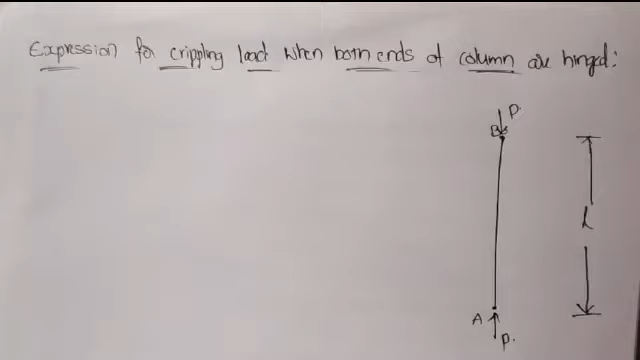 Expression for crippling load when both ends of column are hinged:
P.
B
l
A
P.